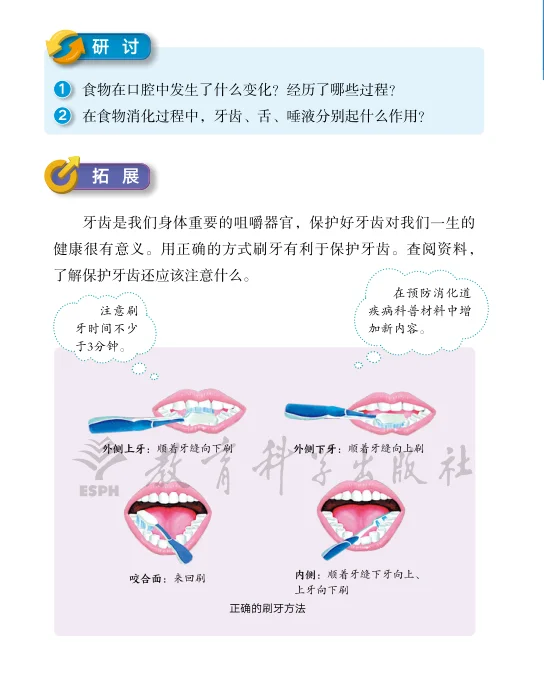 研 讨
1 食物在口腔中发生了什么变化？经历了哪些过程？
2 在食物消化过程中，牙齿、舌、唾液分别起什么作用？
拓 展
牙齿是我们身体重要的咀嚼器官，保护好牙齿对我们一生的
健康很有意义。用正确的方式刷牙有利于保护牙齿。查阅资料，
了解保护牙齿还应该注意什么。
注意刷
牙时间不少
于3分钟。
在预防消化道
疾病科普材料中增
加新内容。
外侧上牙：顺着牙缝向下刷
外侧下牙：顺着牙缝向上刷
ESPH
教育科学出版社
咬合面：来回刷
内侧：顺着牙缝下牙向上、
上牙向下刷
正确的刷牙方法